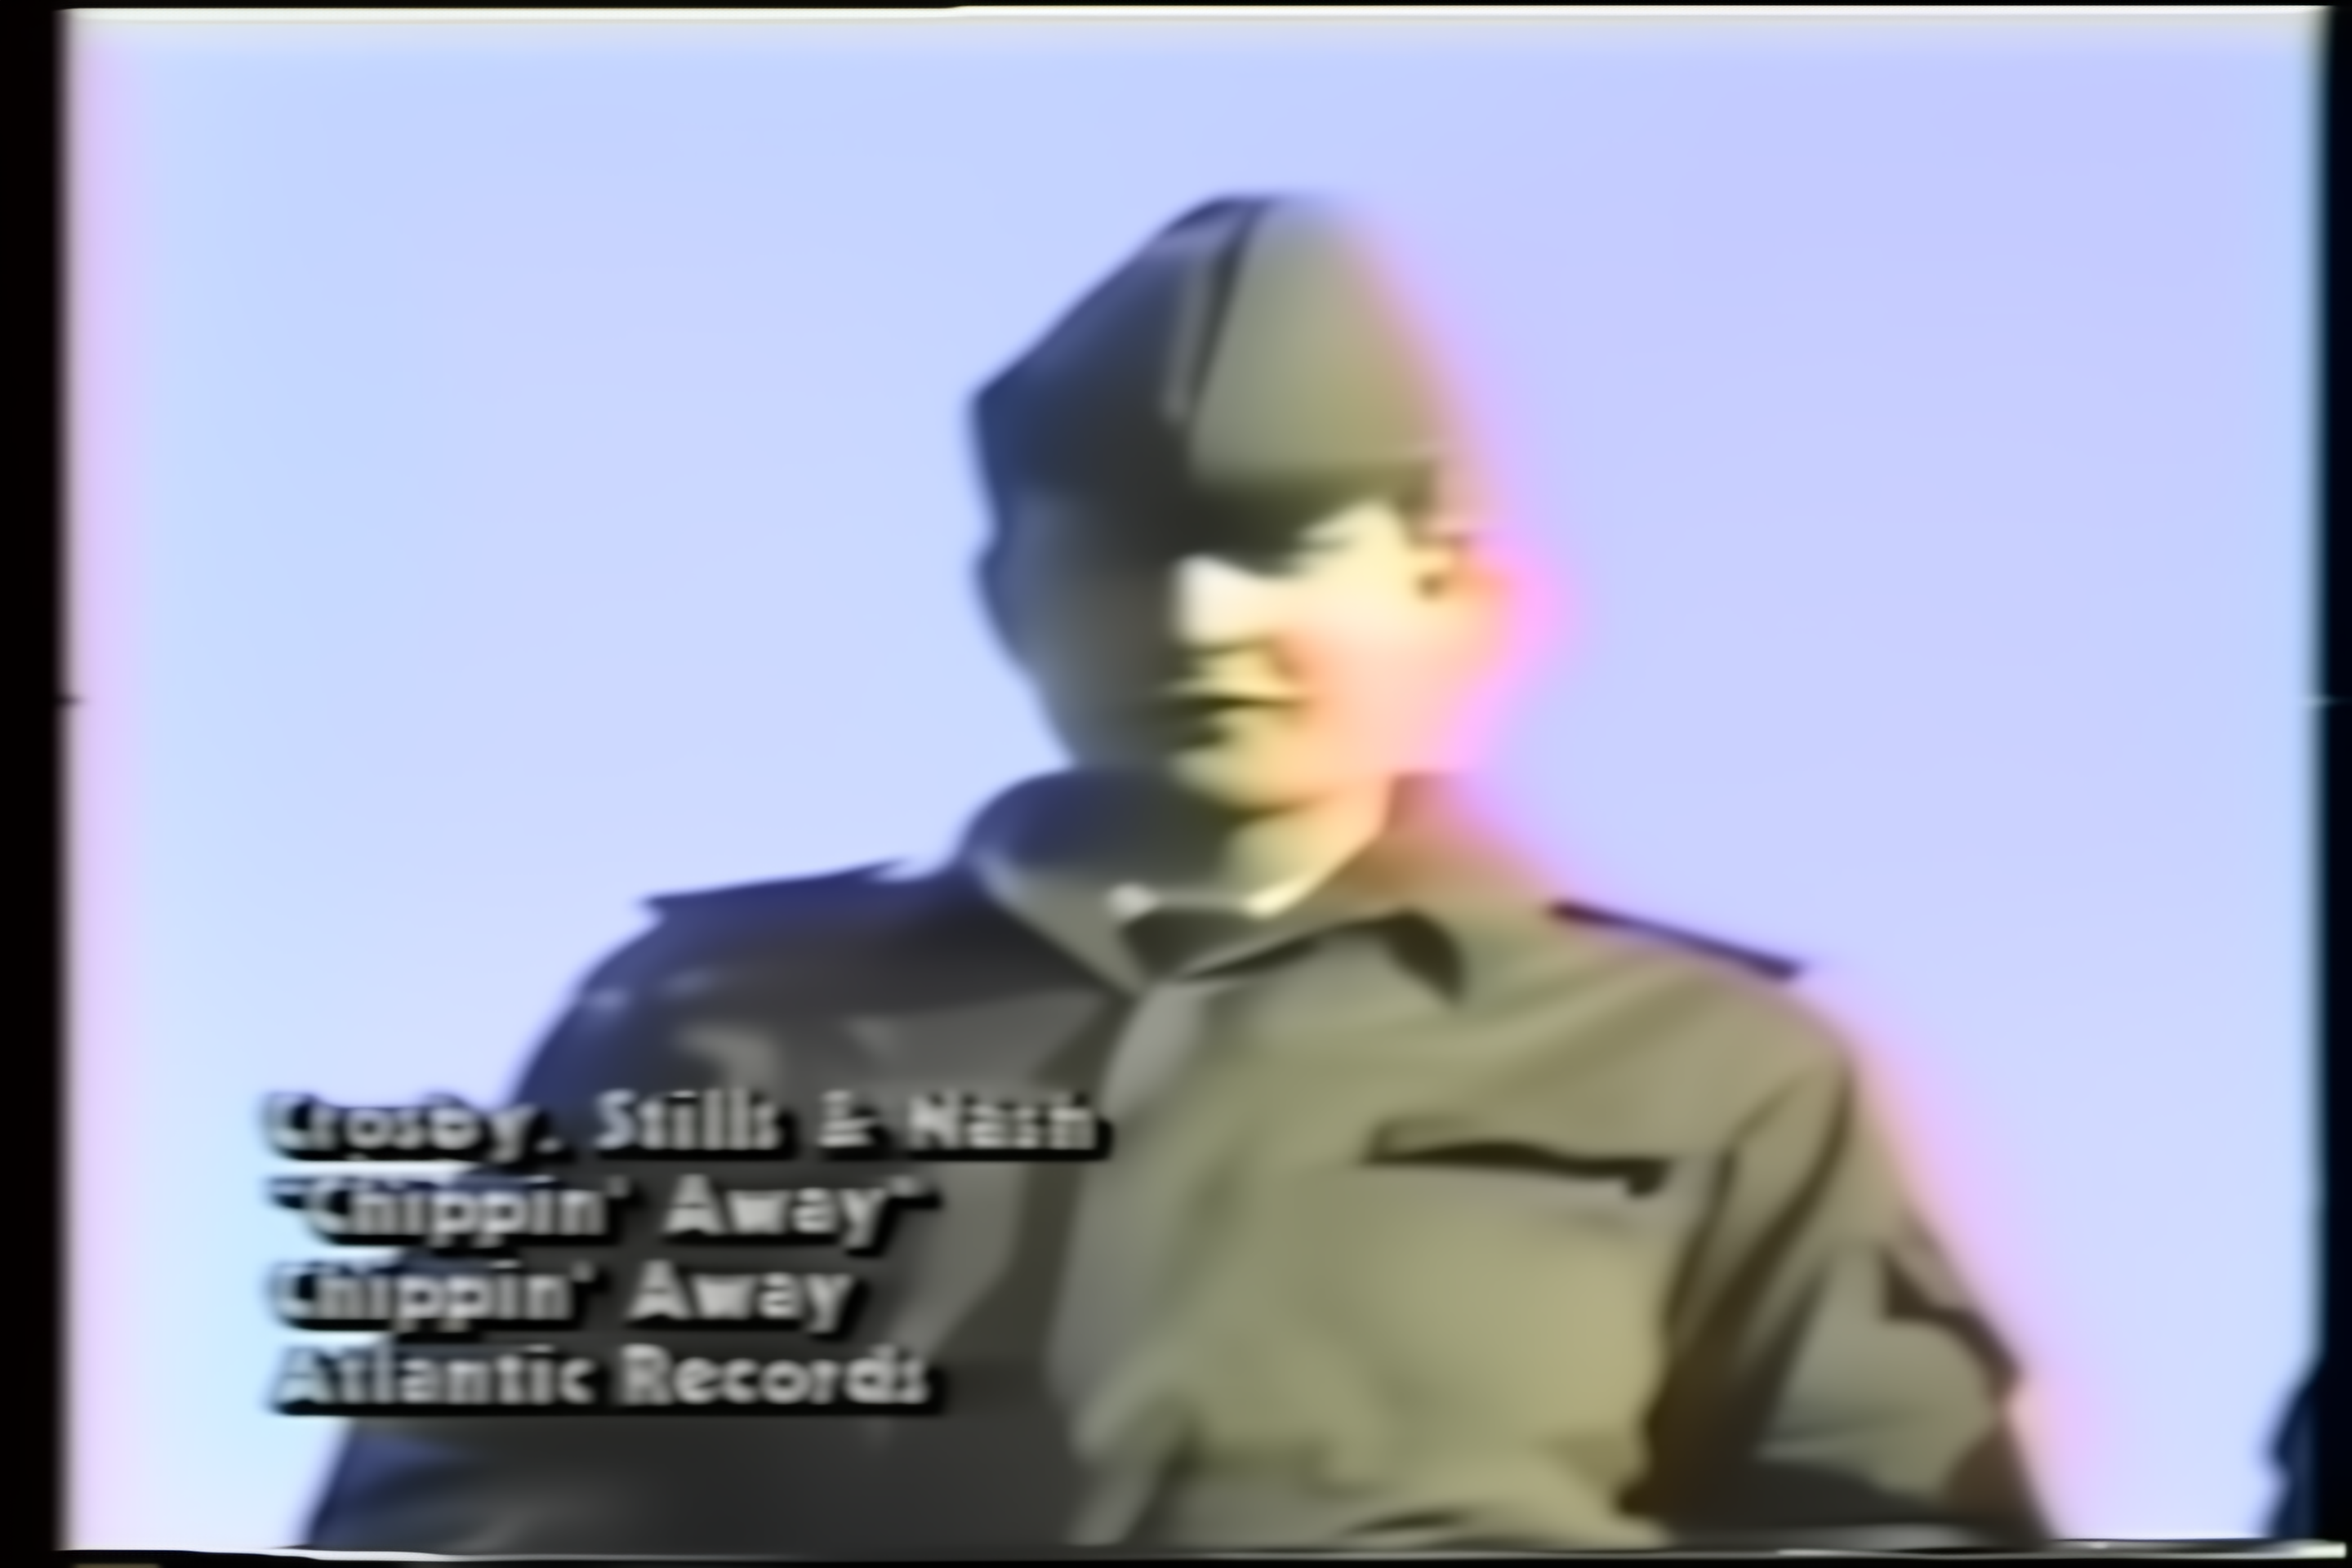 Crosby, Stills & Nash
"Chippin' Away"
Chippin' Away
Atlantic Records